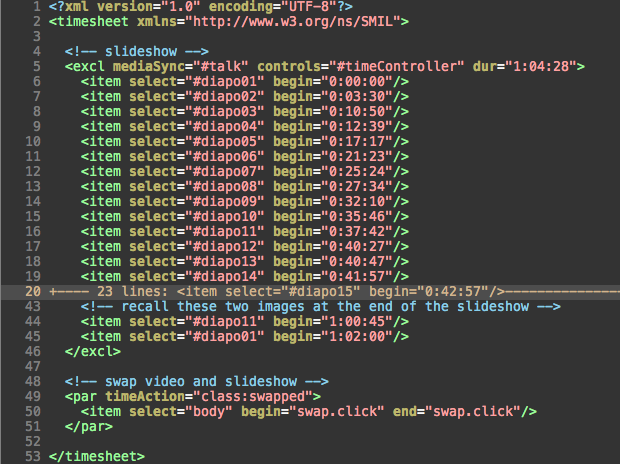 1 <?xml version="1.0" encoding="UTF-8"?>
2 <timesheet xmlns="http://www.w3.org/ns/SMIL">
3
4 <!-- slideshow -->
5 <excl mediaSync="#talk" controls="#timeController" dur="1:04:28">
6 <item select="#diapo01" begin="0:00:00"/>
7 <item select="#diapo02" begin="0:03:30"/>
8 <item select="#diapo03" begin="0:10:50"/>
9 <item select="#diapo04" begin="0:12:39"/>
10 <item select="#diapo05" begin="0:17:17"/>
11 <item select="#diapo06" begin="0:21:23"/>
12 <item select="#diapo07" begin="0:25:24"/>
13 <item select="#diapo08" begin="0:27:34"/>
14 <item select="#diapo09" begin="0:32:10"/>
15 <item select="#diapo10" begin="0:35:46"/>
16 <item select="#diapo11" begin="0:37:42"/>
17 <item select="#diapo12" begin="0:40:27"/>
18 <item select="#diapo13" begin="0:40:47"/>
19 <item select="#diapo14" begin="0:41:57"/>
20 +---- 23 lines: <item select="#diapo15" begin="0:42:57"/>---------------
43 <!-- recall these two images at the end of the slideshow -->
44 <item select="#diapo11" begin="1:00:45"/>
45 <item select="#diapo01" begin="1:02:00"/>
46 </excl>
47
48 <!-- swap video and slideshow -->
49 <par timeAction="class:swapped">
50 <item select="body" begin="swap.click" end="swap.click"/>
51 </par>
52
53 </timesheet>